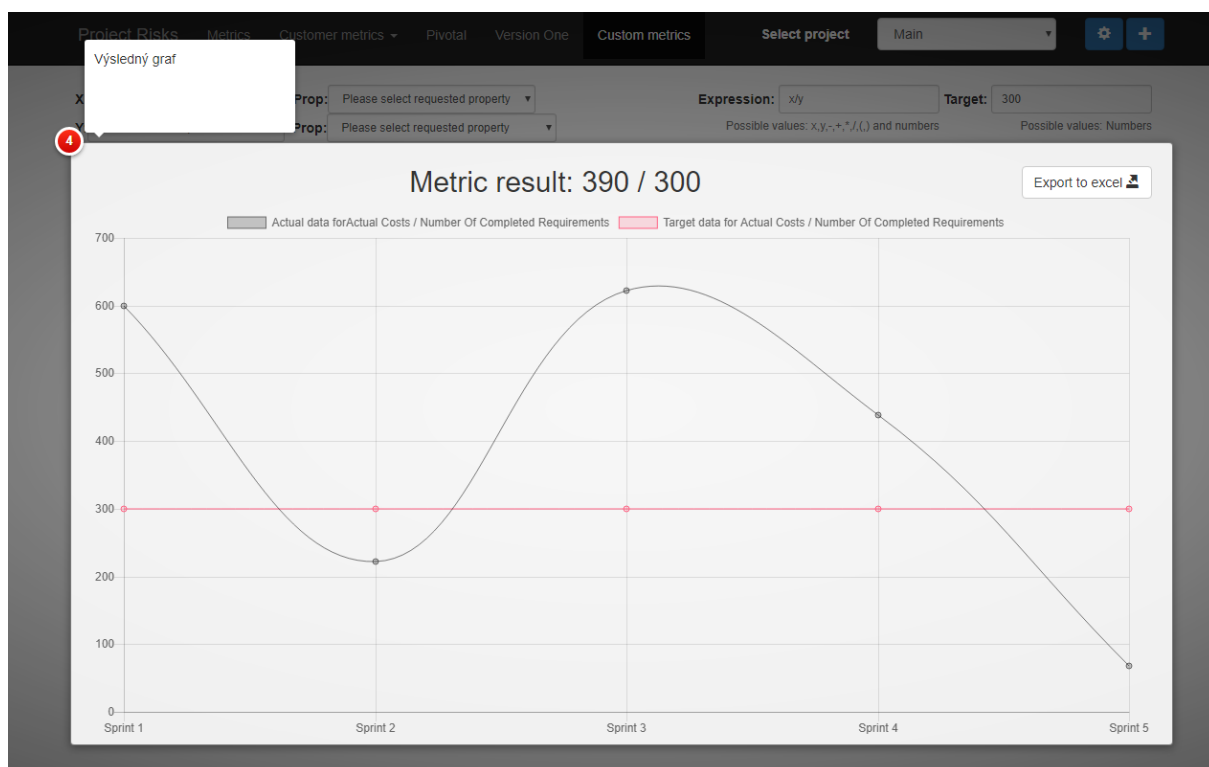 Project Risks Metrics Customer metrics Pivotal Version One Custom metrics Select project Main
Výsledný graf
X Prop: Please select requested property Expression: x/y Target: 300
Y Prop: Please select requested property Possible values: x,y,-,+,*,/,(,) and numbers Possible values: Numbers
4
Metric result: 390 / 300
Export to excel
Actual data forActual Costs / Number Of Completed Requirements Target data for Actual Costs / Number Of Completed Requirements
700
600
500
400
300
200
100
0
Sprint 1 Sprint 2 Sprint 3 Sprint 4 Sprint 5